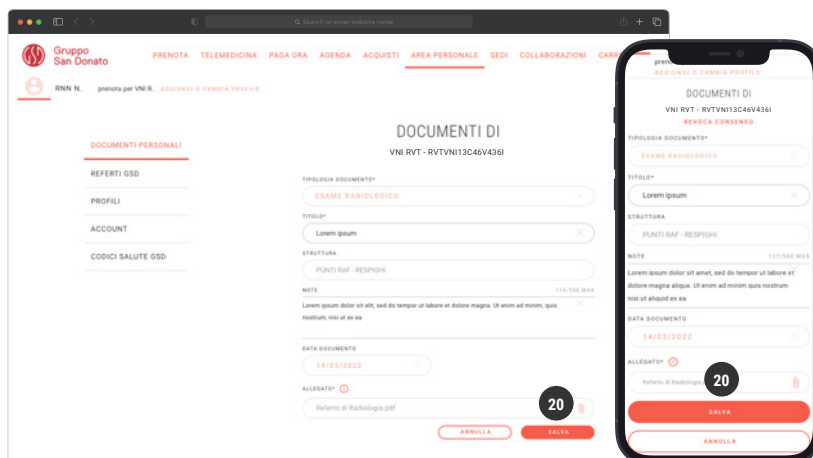 Search or enter website name
Gruppo
San Donato
PRENOTA TELEMEDICINA PAGA ORA AGENDA ACQUISTI AREA PERSONALE SEDI COLLABORAZIONI
RNN N. prenota per VNI R. AGGIUNGI O CAMBIA PROFILO
DOCUMENTI PERSONALI
REFERTI GSD
PROFILI
ACCOUNT
CODICI SALUTE GSD
DOCUMENTI DI
VNI RVT - RVTVNI13C46V436I
TIPOLOGIA DOCUMENTO*
ESAME RADIOLOGICO
TITOLO*
Lorem ipsum
STRUTTURA
PUNTI RAF - RESPIGHI
NOTE 114/500 MAX
Lorem ipsum dolor sit elit, sed do tempor ut labore et dolore magna. Ut enim ad minim, quis
nostrum, nisi ut ex ea
DATA DOCUMENTO
14/03/2022
ALLEGATO*
Referto di Radiologia.pdf
20
ANNULLA SALVA
AGGIUNGI O CAMBIA PROFILO
DOCUMENTI DI
VNI RVT - RVTVNI13C46V436I
REVOCA CONSENSO
TIPOLOGIA DOCUMENTO*
ESAME RADIOLOGICO
TITOLO*
Lorem ipsum
STRUTTURA
PUNTI RAF - RESPIGHI
NOTE 137/500 MAX
Lorem ipsum dolor sit amet, sed do tempor ut labore et
dolore magna aliqua. Ut enim ad minim quis nostrum
nisi ut aliquid ex ea
DATA DOCUMENTO
14/03/2022
ALLEGATO*
Referto di Radiologia
20
SALVA
ANNULLA